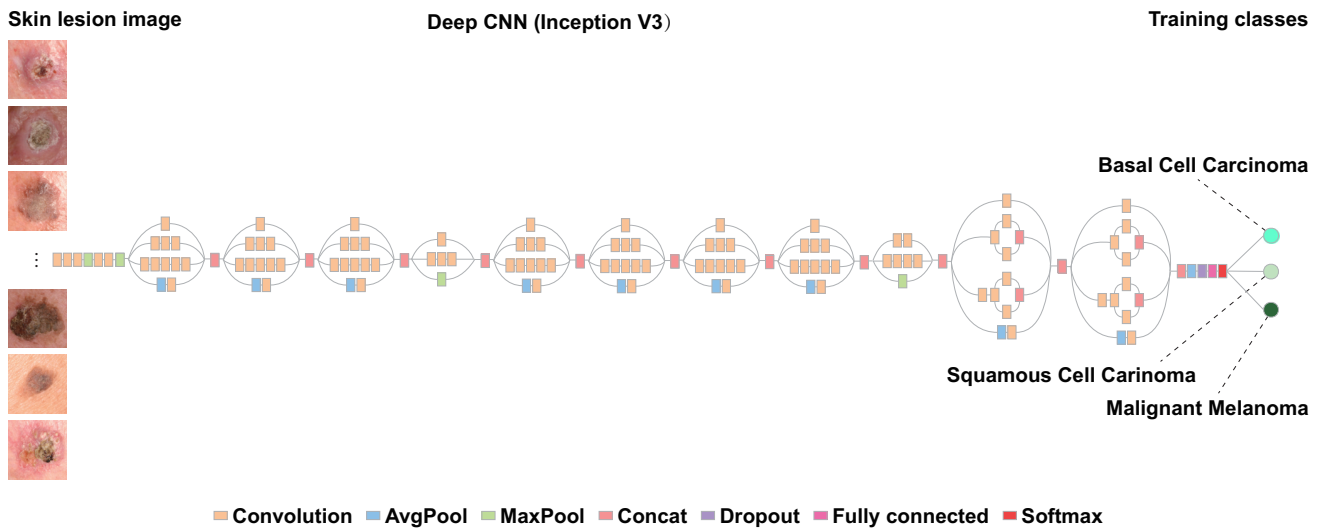 Skin lesion image
Deep CNN (Inception V3）
Training classes
Basal Cell Carcinoma
⋮
Squamous Cell Carinoma
Malignant Melanoma
Convolution AvgPool MaxPool Concat Dropout Fully connected Softmax